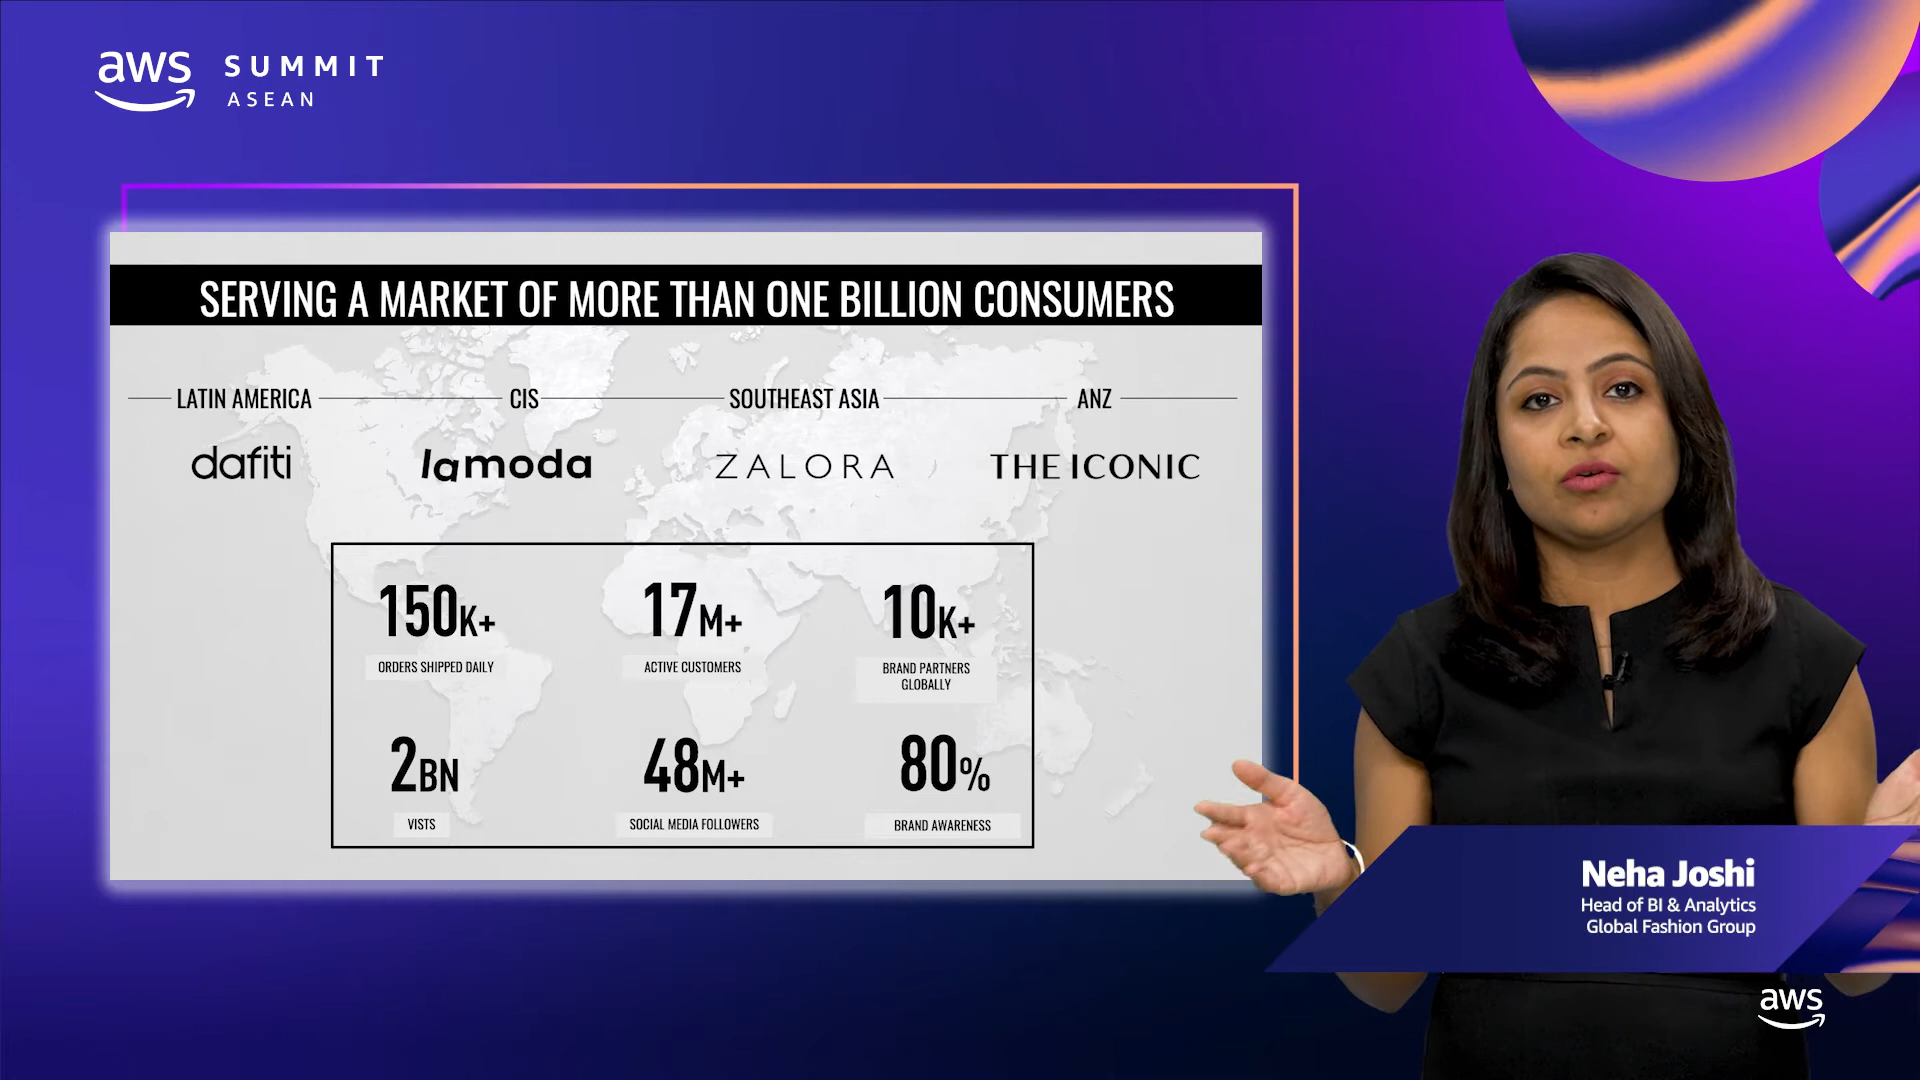 aws SUMMIT
ASEAN
SERVING A MARKET OF MORE THAN ONE BILLION CONSUMERS
LATIN AMERICA CIS SOUTHEAST ASIA ANZ
dafiti lamoda ZALORA THE ICONIC
150K+ 17M+ 10K+
ORDERS SHIPPED DAILY ACTIVE CUSTOMERS BRAND PARTNERS
GLOBALLY
2BN 48M+ 80%
VISTS SOCIAL MEDIA FOLLOWERS BRAND AWARENESS
Neha Joshi
Head of BI & Analytics
Global Fashion Group
aws